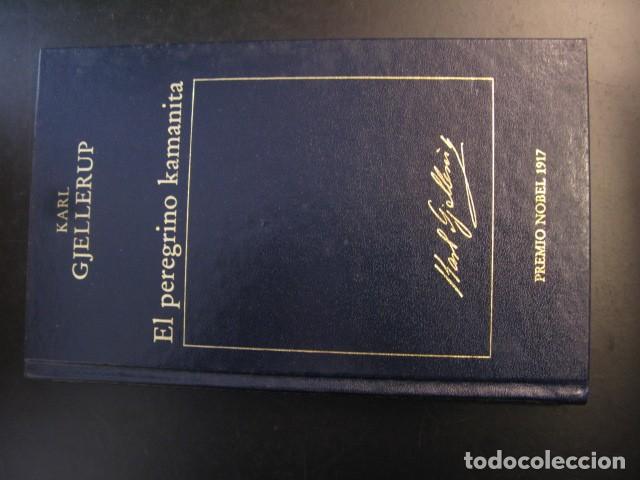 KARL
GJELLERUP
El peregrino kamanita
Karl Gjellerup
PREMIO NOBEL 1917
todocoleccion